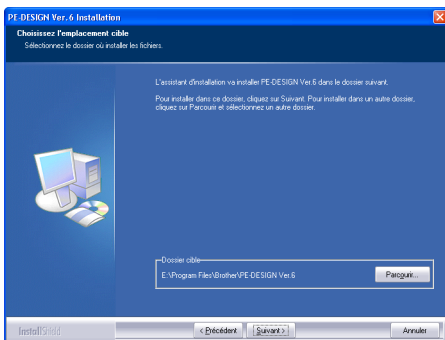 PE-DESIGN Ver. 6 Installation
Choisissez l'emplacement cible
Sélectionnez le dossier où installer les fichiers.
L'assistant d'installation va installer PE-DESIGN Ver.6 dans le dossier suivant.
Pour installer dans ce dossier, cliquez sur Suivant. Pour installer dans un autre dossier,
cliquez sur Parcourir et sélectionnez un autre dossier.
Dossier cible
E:\Program Files\Brother\PE-DESIGN Ver.6
Parcourir...
InstallShield
< Précédent
Suivant >
Annuler